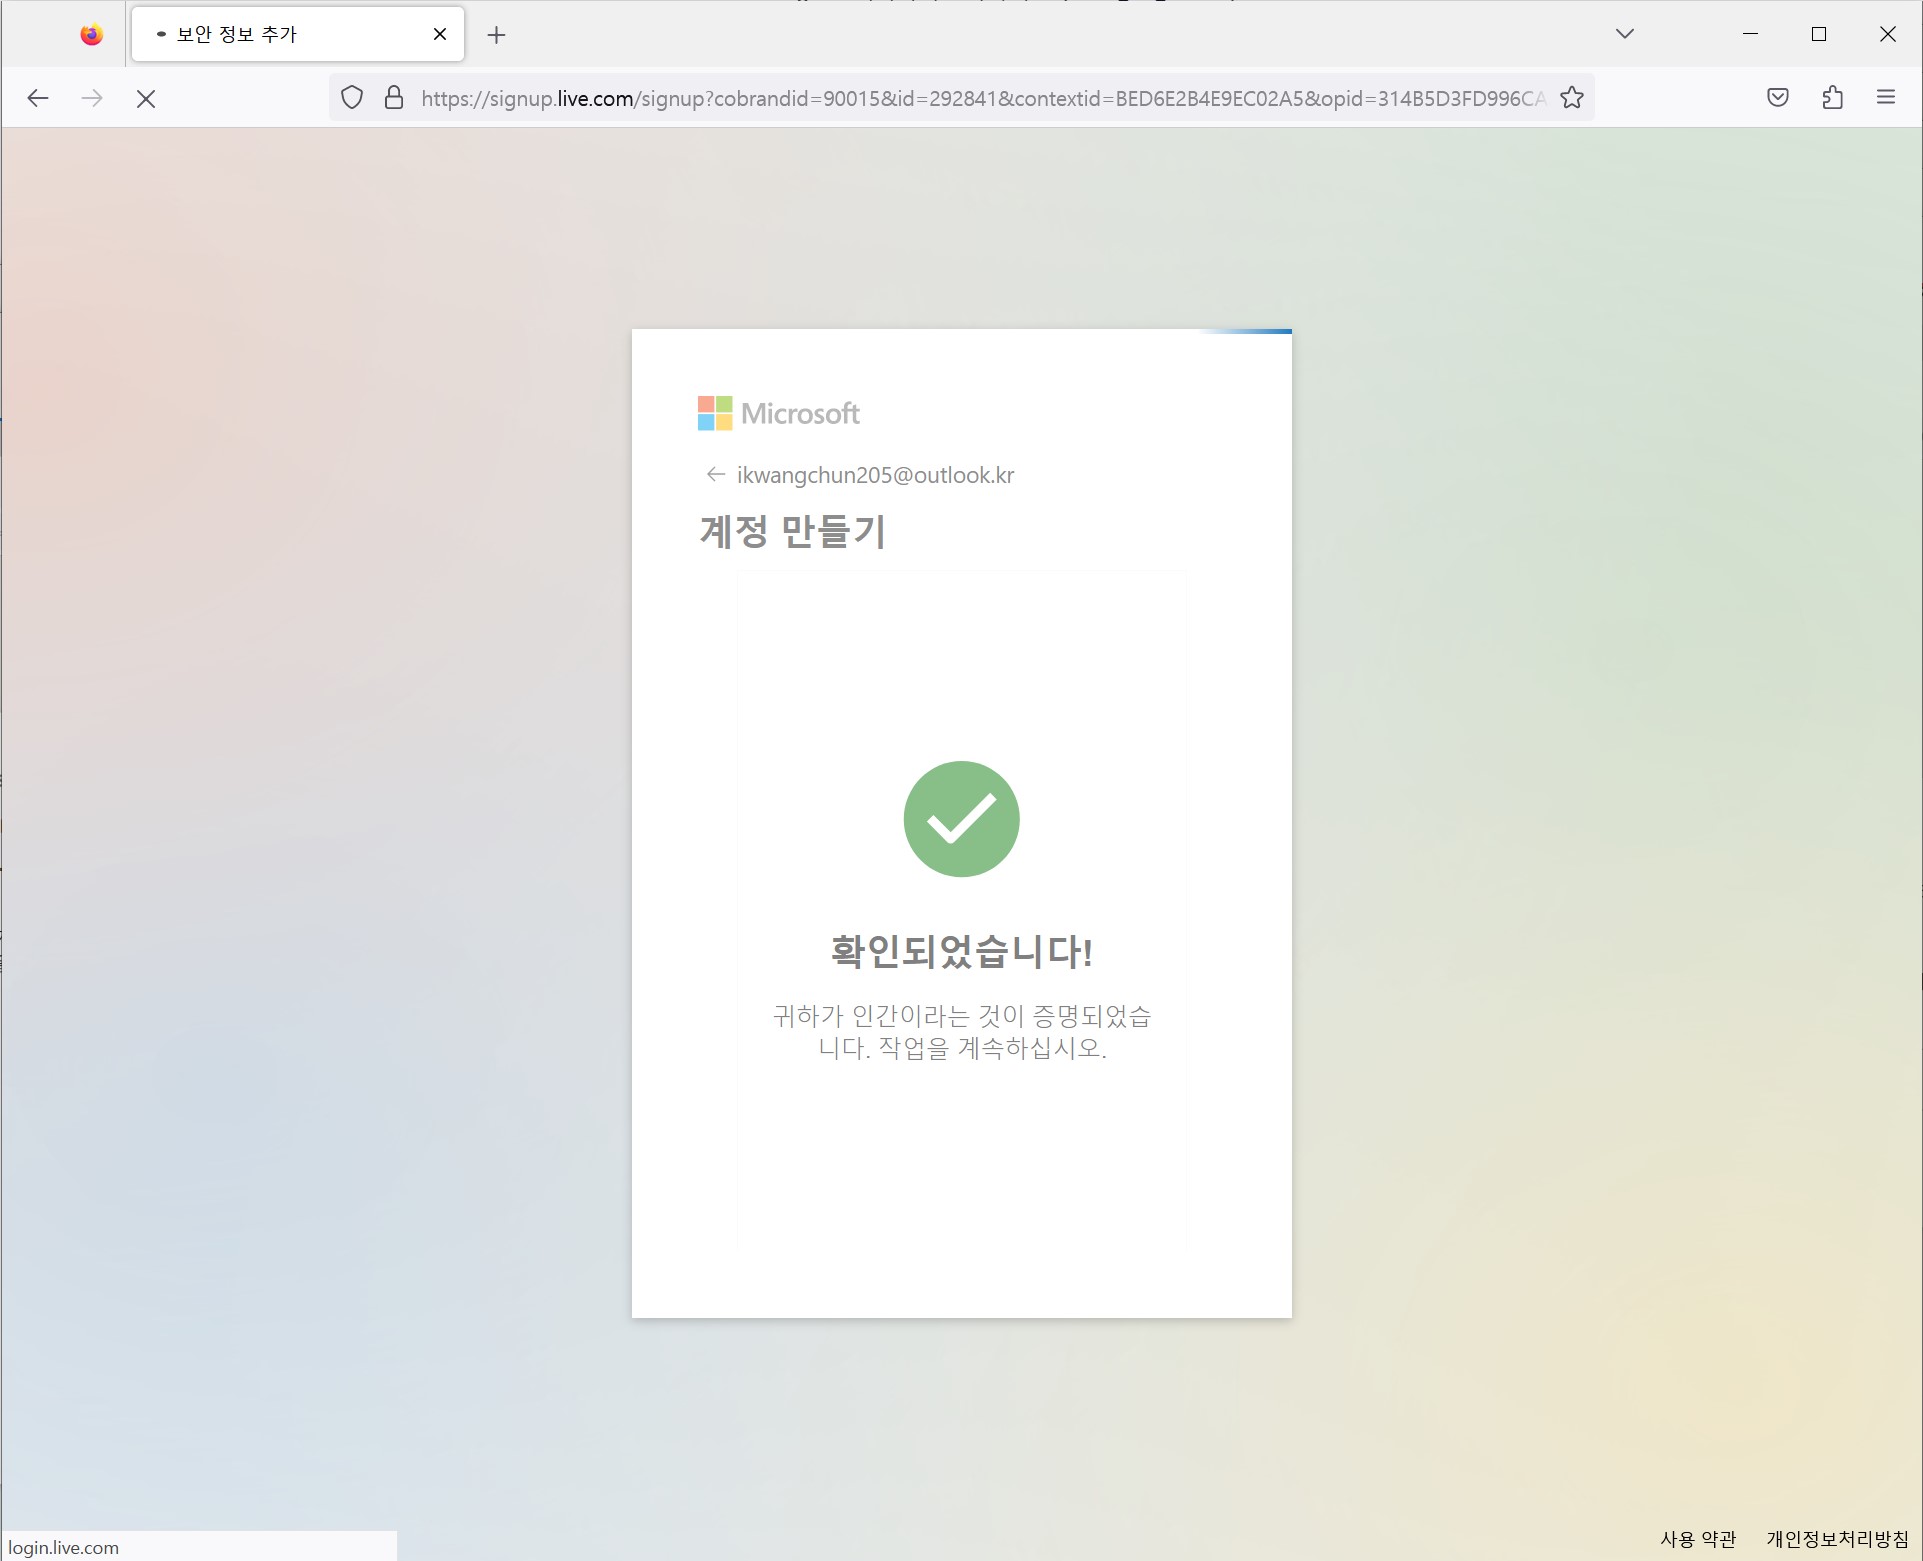 보안 정보 추가
https://signup.live.com/signup?cobrandid=90015&id=292841&contextid=BED6E2B4E9EC02A5&opid=314B5D3FD996CA
Microsoft
ikwangchun205@outlook.kr
계정 만들기
확인되었습니다!
귀하가 인간이라는 것이 증명되었습
니다. 작업을 계속하십시오.
사용 약관 개인정보처리방침
login.live.com